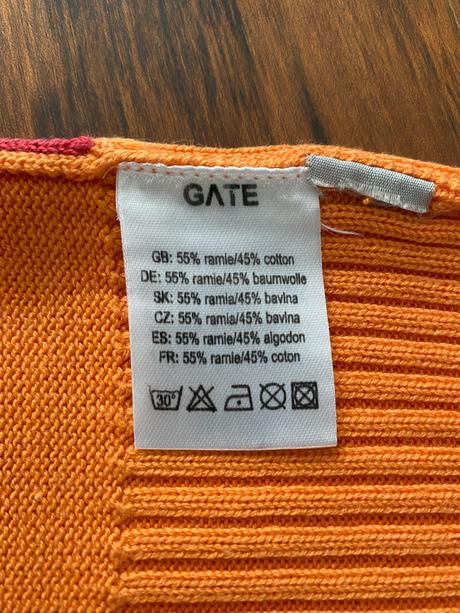 GATE
GB: 55% ramie/45% cotton
DE: 55% ramie/45% baumwolle
SK: 55% ramia/45% bavlna
CZ: 55% ramia/45% bavlna
ES: 55% ramie/45% algodon
FR: 55% ramie/45% coton
30°